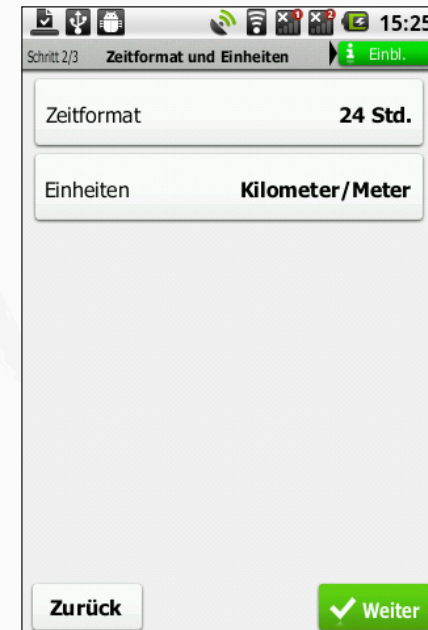 15:25
Schritt 2/3 Zeitformat und Einheiten Einbl.
Zeitformat 24 Std.
Einheiten Kilometer/Meter
Zurück Weiter